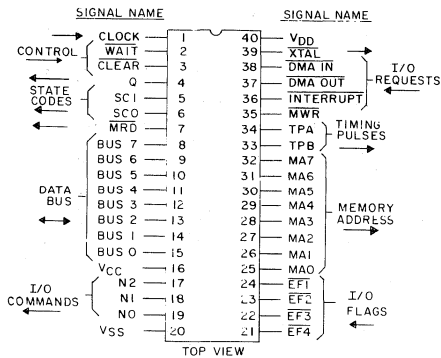 SIGNAL NAME SIGNAL NAME
CLOCK 1 40 VDD
CONTROL WAIT 2 39 XTAL
CLEAR 3 38 DMA IN I/O
Q 4 37 DMA OUT REQUESTS
STATE CODES SC1 5 36 INTERRUPT
SC0 6 35 MWR
MRD 7 34 TPA TIMING
BUS 7 8 33 TPB PULSES
BUS 6 9 32 MA7
BUS 5 10 31 MA6
DATA BUS BUS 4 11 30 MA5
BUS 3 12 29 MA4 MEMORY
BUS 2 13 28 MA3 ADDRESS
BUS 1 14 27 MA2
BUS 0 15 26 MA1
VCC 16 25 MA0
I/O N2 17 24 EF1
COMMANDS N1 18 23 EF2 I/O
N0 19 22 EF3 FLAGS
VSS 20 21 EF4
TOP VIEW